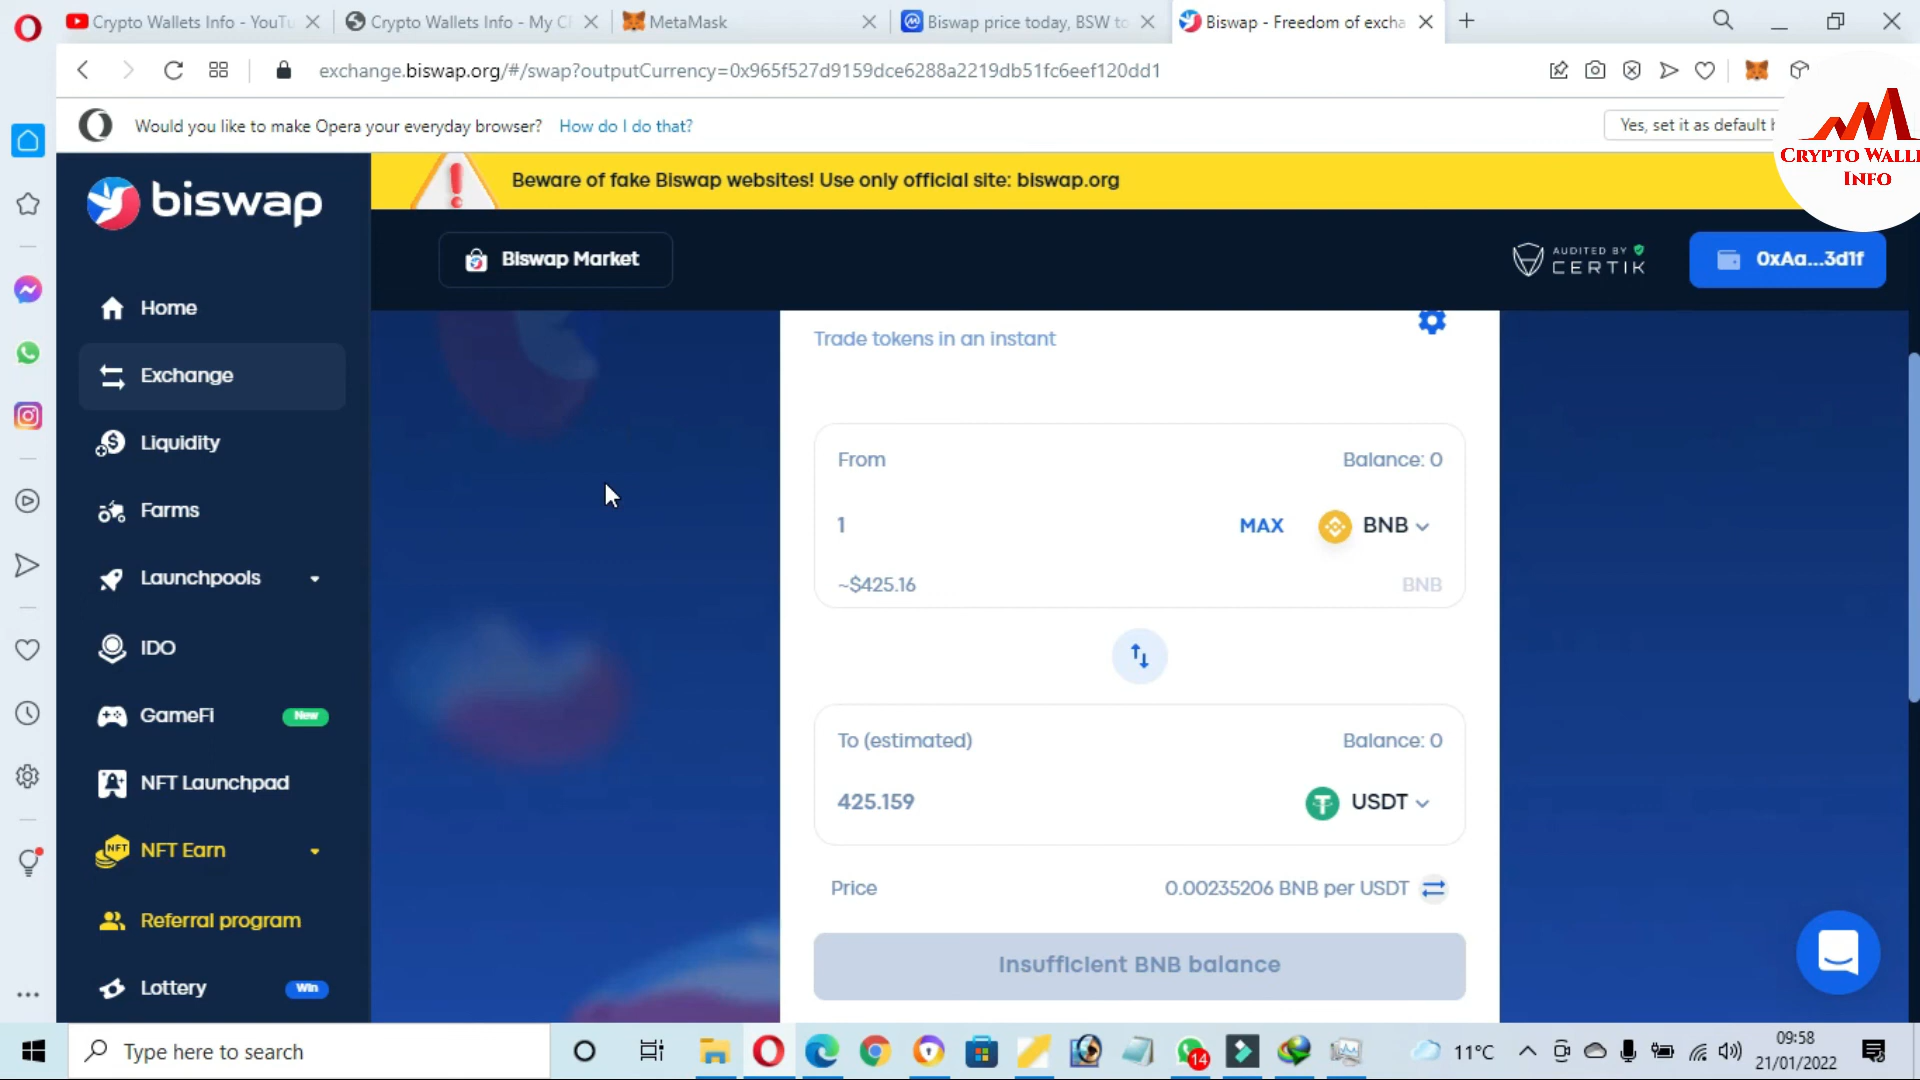 Crypto Wallets Info - YouTu
Crypto Wallets Info - My C
MetaMask
Biswap price today, BSW to
Biswap - Freedom of excha
exchange.biswap.org/#/swap?outputCurrency=0x965f527d9159dce6288a2219db51fc6eef120dd1
Would you like to make Opera your everyday browser? How do I do that?
Yes, set it as default
CRYPTO WALLE
INFO
biswap
Beware of fake Biswap websites! Use only official site: biswap.org
Biswap Market
AUDITED BY
CERTIK
0xAa...3d1f
Home
Exchange
Liquidity
Farms
Launchpools
IDO
GameFi New
NFT Launchpad
NFT
NFT Earn
Referral program
Lottery Win
Trade tokens in an instant
From Balance: 0
1 MAX BNB
~$425.16 BNB
To (estimated) Balance: 0
425.159 USDT
Price 0.00235206 BNB per USDT
Insufficient BNB balance
Type here to search
14
11°C
09:58
21/01/2022